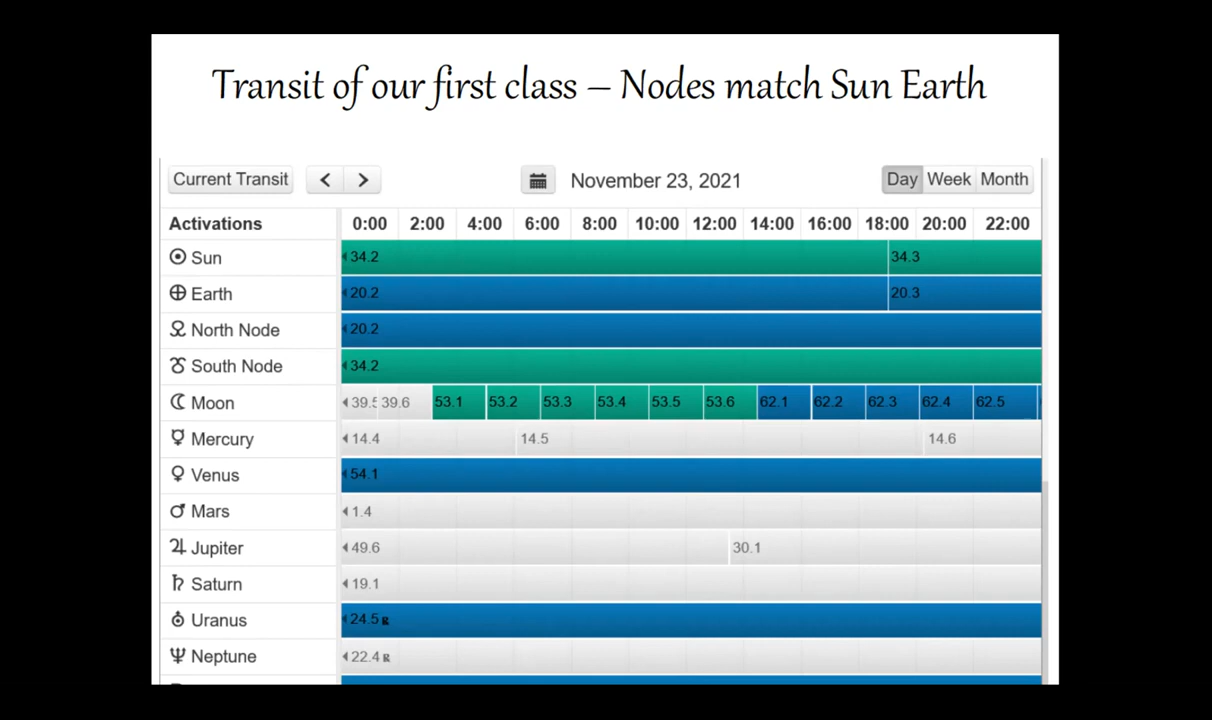 Transit of our first class – Nodes match Sun Earth
Current Transit < > November 23, 2021 Day Week Month
Activations 0:00 2:00 4:00 6:00 8:00 10:00 12:00 14:00 16:00 18:00 20:00 22:00
Sun 34.2 34.3
Earth 20.2 20.3
North Node 20.2
South Node 34.2
Moon 39.5 39.6 53.1 53.2 53.3 53.4 53.5 53.6 62.1 62.2 62.3 62.4 62.5
Mercury 14.4 14.5 14.6
Venus 54.1
Mars 1.4
Jupiter 49.6 30.1
Saturn 19.1
Uranus 24.5 R
Neptune 22.4 R